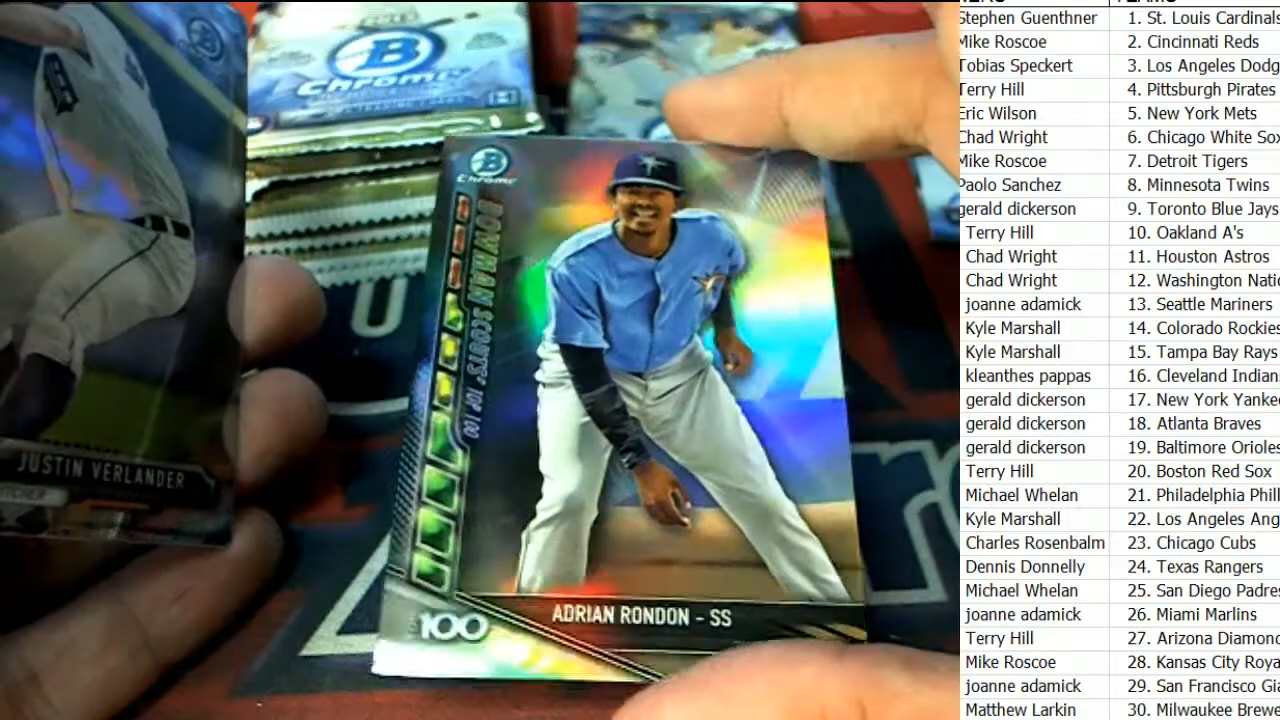 B
Chrome
B
Chrome
BOWMAN SCOUTS' TOP 100
JUSTIN VERLANDER
PITCHER
ADRIAN RONDON - SS
100
Stephen Guenthner 1. St. Louis Cardinals
Mike Roscoe 2. Cincinnati Reds
Tobias Speckert 3. Los Angeles Dodg
Terry Hill 4. Pittsburgh Pirates
Eric Wilson 5. New York Mets
Chad Wright 6. Chicago White Sox
Mike Roscoe 7. Detroit Tigers
Paolo Sanchez 8. Minnesota Twins
gerald dickerson 9. Toronto Blue Jays
Terry Hill 10. Oakland A's
Chad Wright 11. Houston Astros
Chad Wright 12. Washington Natio
joanne adamick 13. Seattle Mariners
Kyle Marshall 14. Colorado Rockies
Kyle Marshall 15. Tampa Bay Rays
kleanthes pappas 16. Cleveland Indian
gerald dickerson 17. New York Yankee
gerald dickerson 18. Atlanta Braves
gerald dickerson 19. Baltimore Orioles
Terry Hill 20. Boston Red Sox
Michael Whelan 21. Philadelphia Phill
Kyle Marshall 22. Los Angeles Ang
Charles Rosenbalm 23. Chicago Cubs
Dennis Donnelly 24. Texas Rangers
Michael Whelan 25. San Diego Padres
joanne adamick 26. Miami Marlins
Terry Hill 27. Arizona Diamond
Mike Roscoe 28. Kansas City Roya
joanne adamick 29. San Francisco Gia
Matthew Larkin 30. Milwaukee Brewe